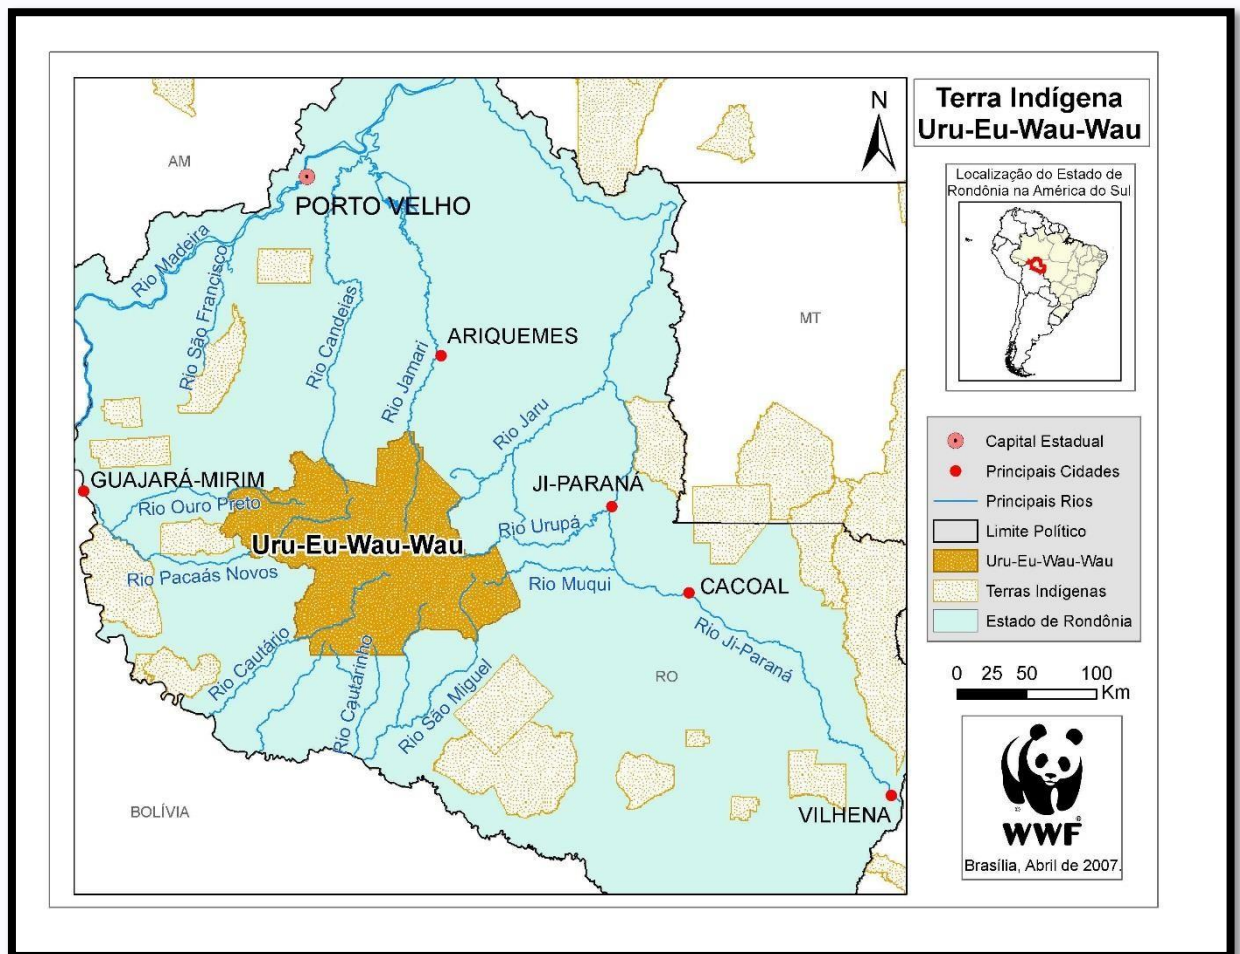 Terra Indígena
Uru-Eu-Wau-Wau
N
AM
PORTO VELHO
Rio Madeira
Rio São Francisco
Rio Candeias
Rio Jamari
ARIQUEMES
MT
Rio Jaru
GUAJARÁ-MIRIM
JI-PARANÁ
Rio Ouro Preto
Rio Urupá
Uru-Eu-Wau-Wau
Rio Pacaás Novos
Rio Muqui
CACOAL
Rio Cautário
Rio Cautarinho
Rio São Miguel
Rio Ji-Paraná
RO
BOLÍVIA
VILHENA
Localização do Estado de
Rondônia na América do Sul
Capital Estadual
Principais Cidades
Principais Rios
Limite Político
Uru-Eu-Wau-Wau
Terras Indígenas
Estado de Rondônia
0 25 50 100
Km
WWF
®
Brasília, Abril de 2007.